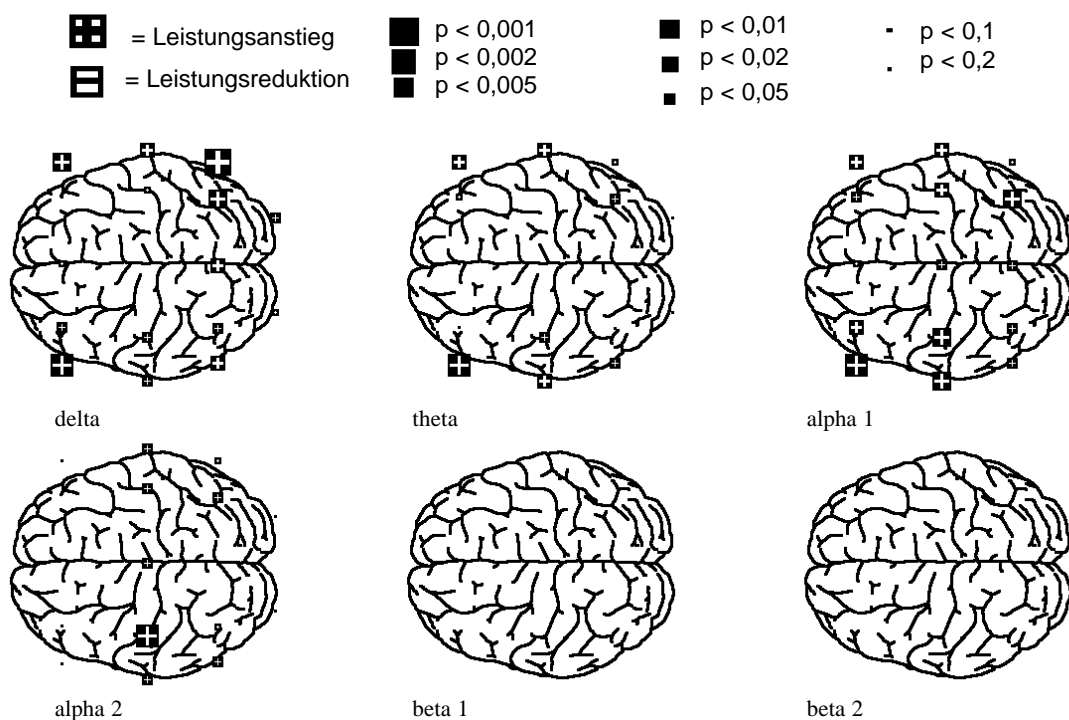 = Leistungsanstieg
= Leistungsreduktion
p < 0,001
p < 0,002
p < 0,005
p < 0,01
p < 0,02
p < 0,05
p < 0,1
p < 0,2
delta
theta
alpha 1
alpha 2
beta 1
beta 2